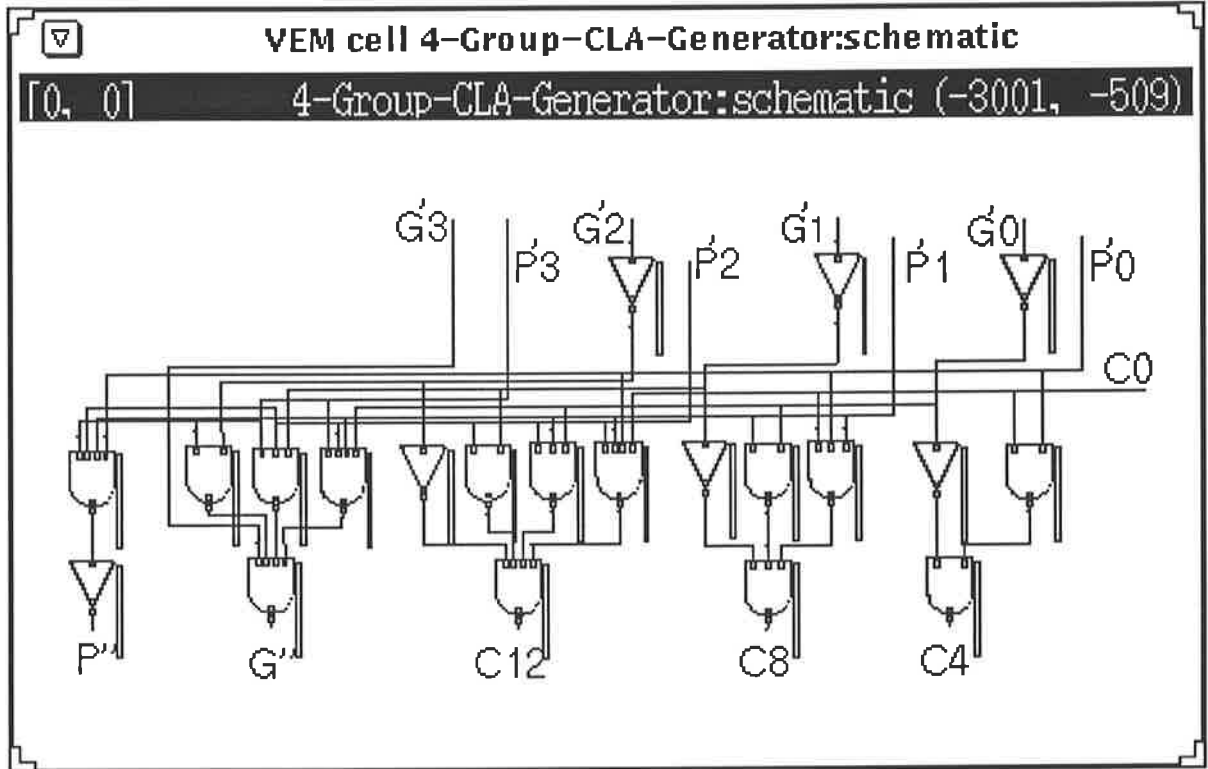 VEM cell 4-Group-CLA-Generator:schematic
[0, 0] 4-Group-CLA-Generator:schematic (-3001, -509)
G'3 P'3 G'2 P'2 G'1 P'1 G'0 P'0
C0
P'' G'' C12 C8 C4